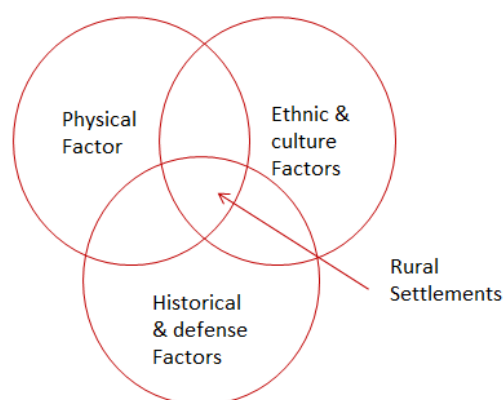 Physical
Factor
Ethnic &
culture
Factors
Historical
& defense
Factors
Rural
Settlements